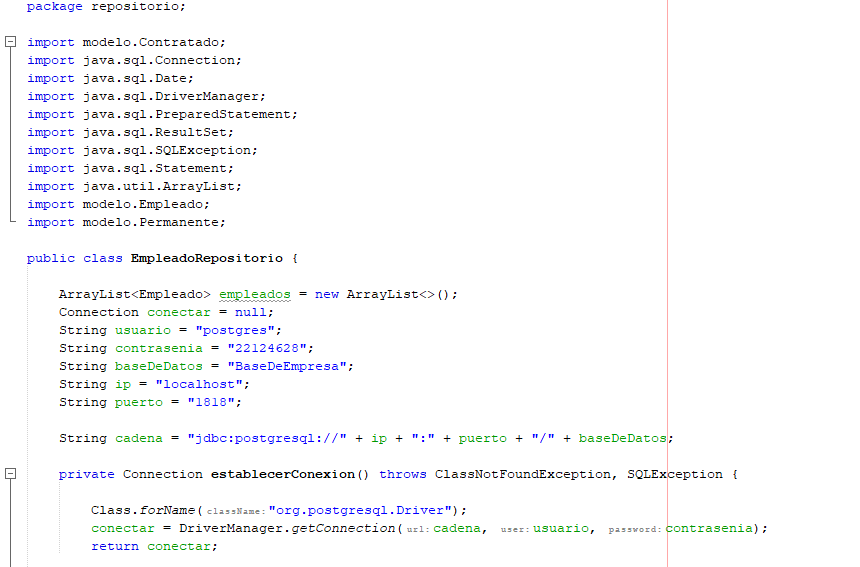 package repositorio;
import modelo.Contratado;
import java.sql.Connection;
import java.sql.Date;
import java.sql.DriverManager;
import java.sql.PreparedStatement;
import java.sql.ResultSet;
import java.sql.SQLException;
import java.sql.Statement;
import java.util.ArrayList;
import modelo.Empleado;
import modelo.Permanente;
public class EmpleadoRepositorio {
ArrayList<Empleado> empleados = new ArrayList<>();
Connection conectar = null;
String usuario = "postgres";
String contrasenia = "22124628";
String baseDeDatos = "BaseDeEmpresa";
String ip = "localhost";
String puerto = "1818";
String cadena = "jdbc:postgresql://" + ip + ":" + puerto + "/" + baseDeDatos;
private Connection establecerConexion() throws ClassNotFoundException, SQLException {
Class.forName(className:"org.postgresql.Driver");
conectar = DriverManager.getConnection(url:cadena, user:usuario, password:contrasenia);
return conectar;